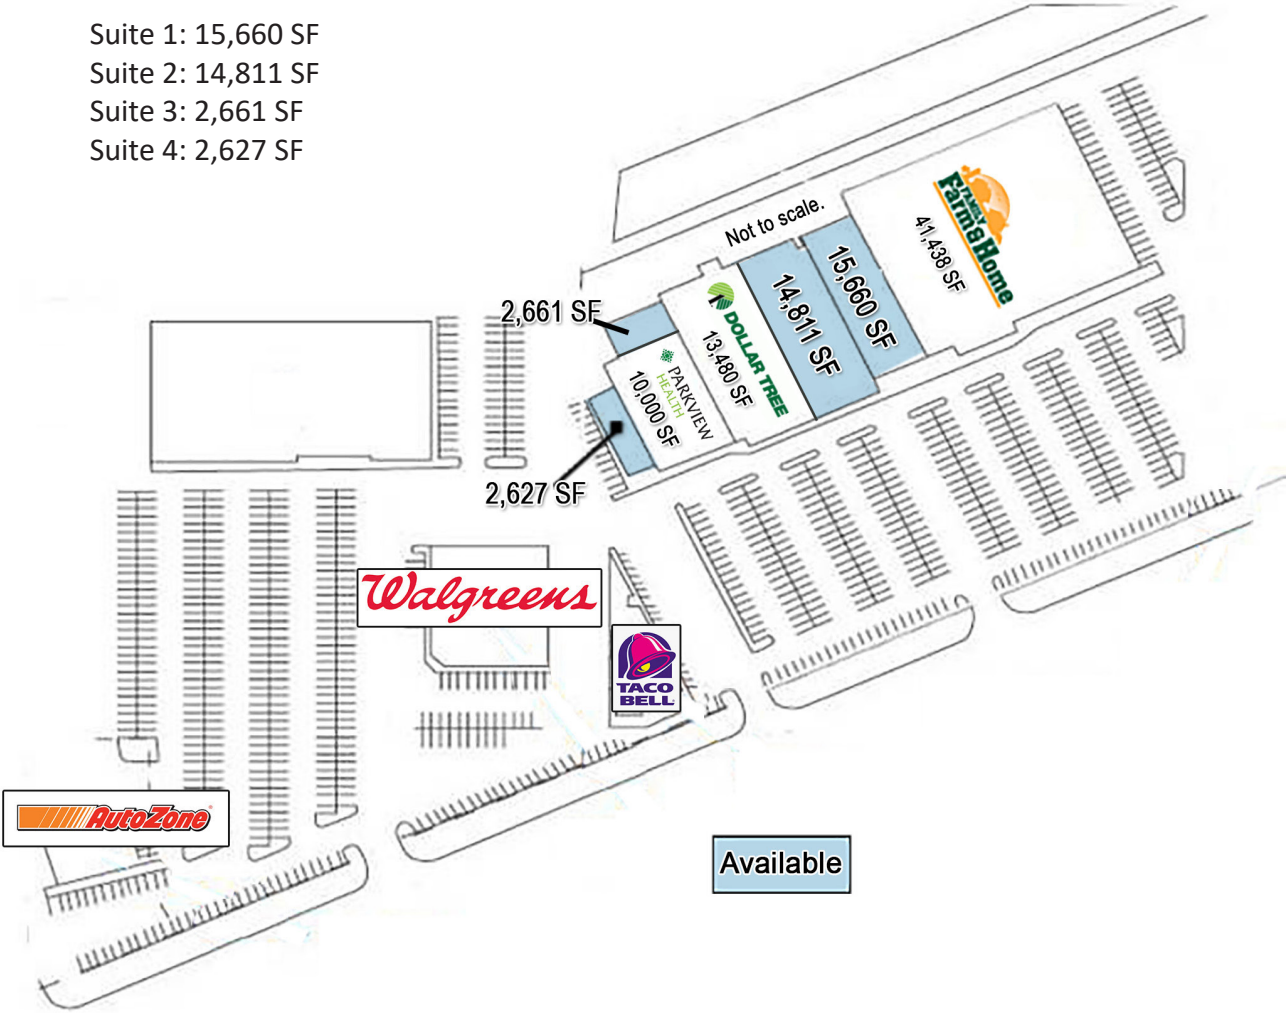 Suite 1: 15,660 SF
Suite 2: 14,811 SF
Suite 3: 2,661 SF
Suite 4: 2,627 SF
Not to scale.
FAMILY
Farm & Home
41,438 SF
15,660 SF
14,811 SF
DOLLAR TREE
13,480 SF
2,661 SF
PARKVIEW
HEALTH
10,000 SF
2,627 SF
Walgreens
TACO
BELL
AutoZone
Available